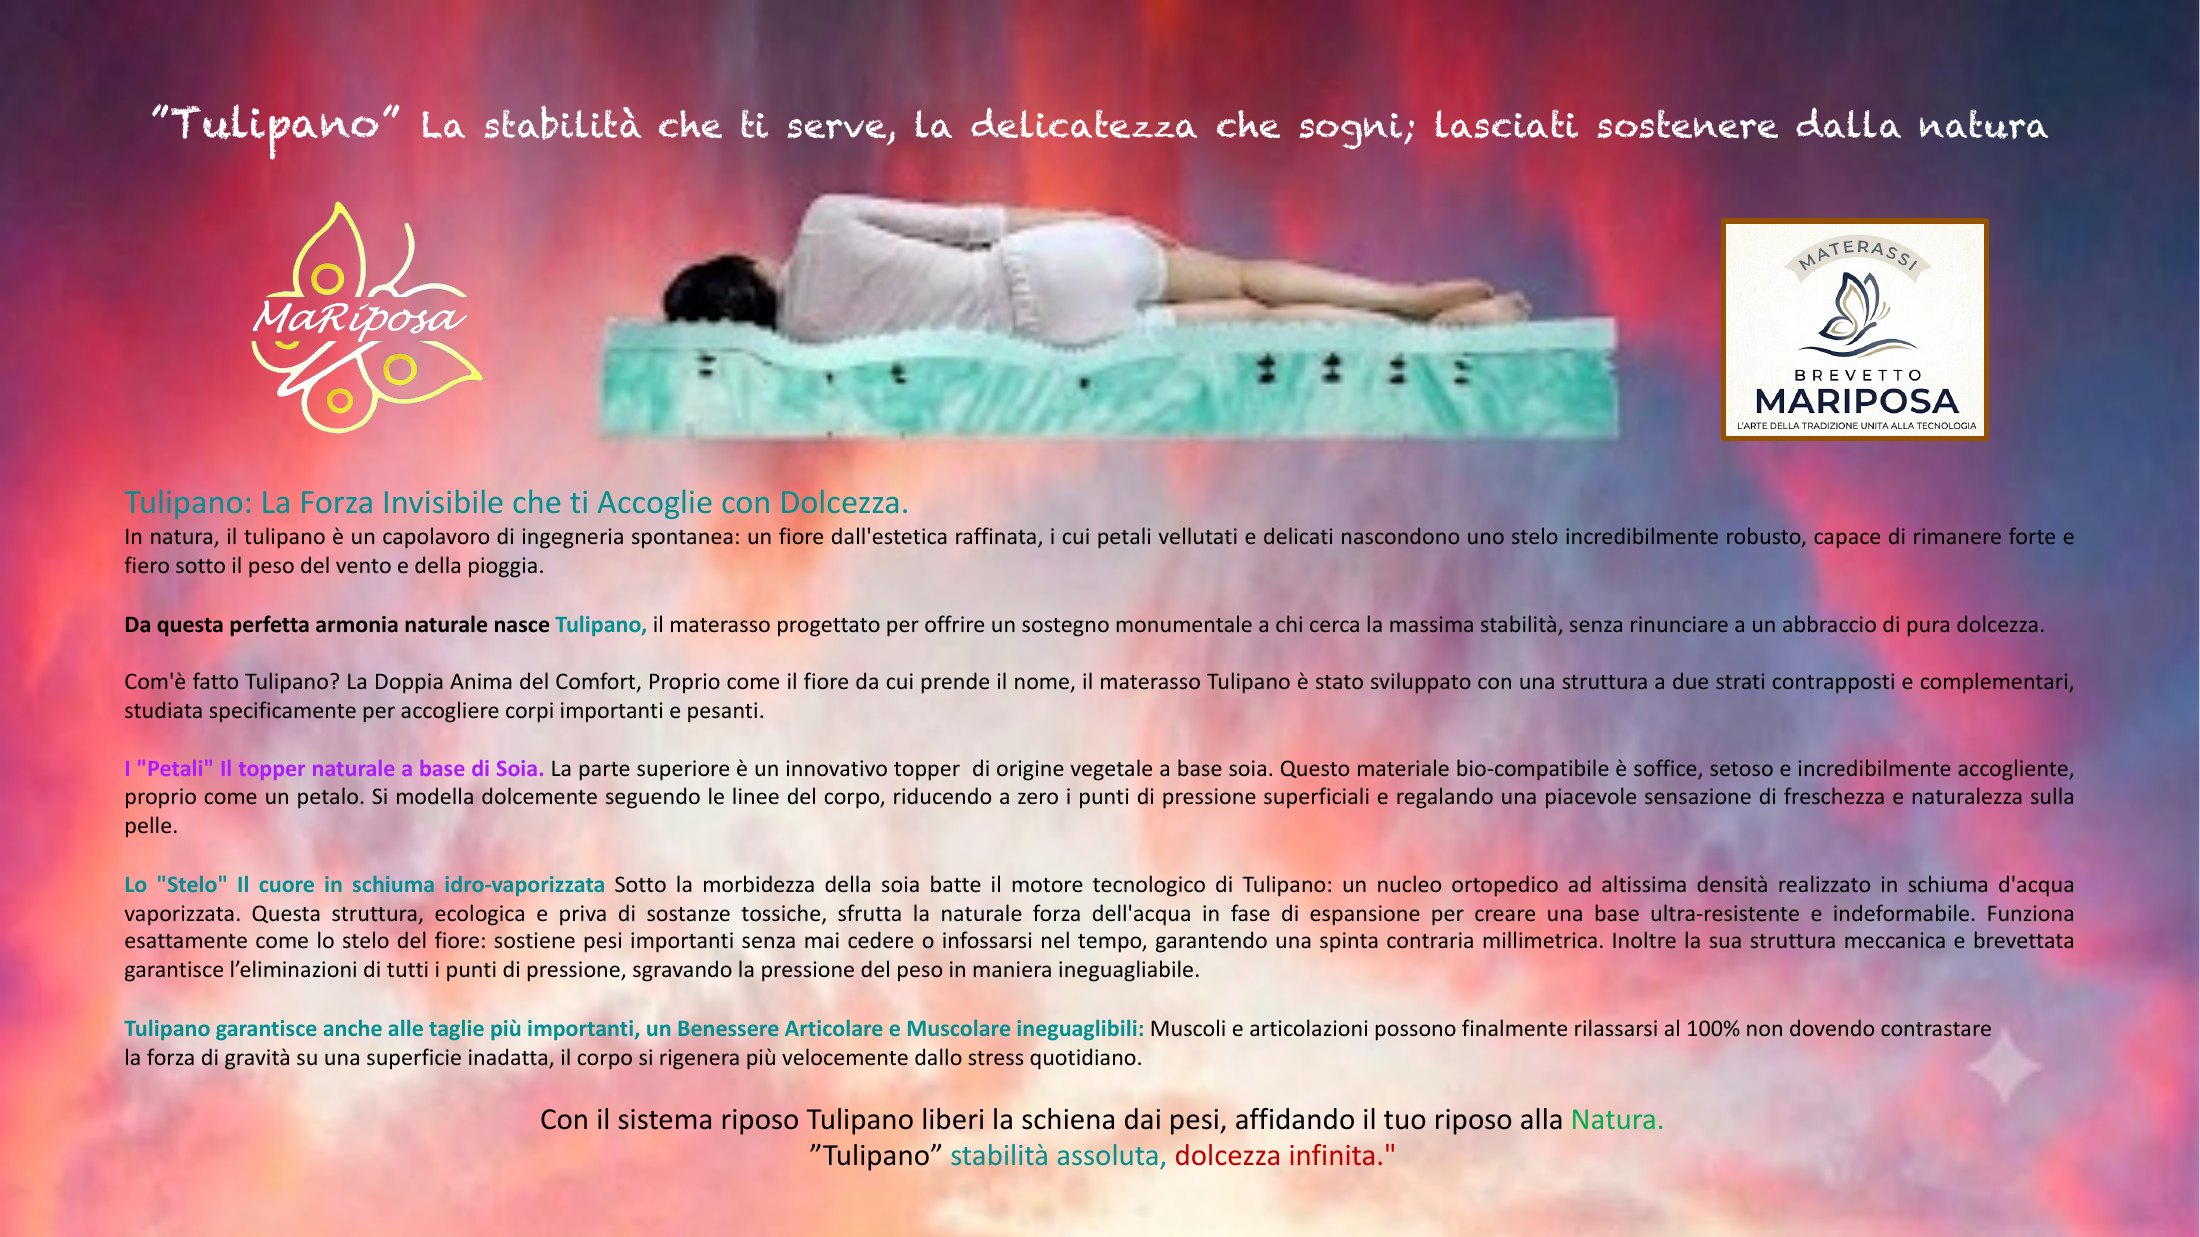 "Tulipano" La stabilità che ti serve, la delicatezza che sogni; lasciati sostenere dalla natura
MaRiposa
MATERASSI
BREVETTO
MARIPOSA
L'ARTE DELLA TRADIZIONE UNITA ALLA TECNOLOGIA
Tulipano: La Forza Invisibile che ti Accoglie con Dolcezza.
In natura, il tulipano è un capolavoro di ingegneria spontanea: un fiore dall'estetica raffinata, i cui petali vellutati e delicati nascondono uno stelo incredibilmente robusto, capace di rimanere forte e
fiero sotto il peso del vento e della pioggia.
Da questa perfetta armonia naturale nasce Tulipano, il materasso progettato per offrire un sostegno monumentale a chi cerca la massima stabilità, senza rinunciare a un abbraccio di pura dolcezza.
Com'è fatto Tulipano? La Doppia Anima del Comfort, Proprio come il fiore da cui prende il nome, il materasso Tulipano è stato sviluppato con una struttura a due strati contrapposti e complementari,
studiata specificamente per accogliere corpi importanti e pesanti.
I "Petali" Il topper naturale a base di Soia. La parte superiore è un innovativo topper  di origine vegetale a base soia. Questo materiale bio-compatibile è soffice, setoso e incredibilmente accogliente,
proprio come un petalo. Si modella dolcemente seguendo le linee del corpo, riducendo a zero i punti di pressione superficiali e regalando una piacevole sensazione di freschezza e naturalezza sulla
pelle.
Lo "Stelo" Il cuore in schiuma idro-vaporizzata Sotto la morbidezza della soia batte il motore tecnologico di Tulipano: un nucleo ortopedico ad altissima densità realizzato in schiuma d'acqua
vaporizzata. Questa struttura, ecologica e priva di sostanze tossiche, sfrutta la naturale forza dell'acqua in fase di espansione per creare una base ultra-resistente e indeformabile. Funziona
esattamente come lo stelo del fiore: sostiene pesi importanti senza mai cedere o infossarsi nel tempo, garantendo una spinta contraria millimetrica. Inoltre la sua struttura meccanica e brevettata
garantisce l’eliminazioni di tutti i punti di pressione, sgravando la pressione del peso in maniera ineguagliabile.
Tulipano garantisce anche alle taglie più importanti, un Benessere Articolare e Muscolare ineguaglibili: Muscoli e articolazioni possono finalmente rilassarsi al 100% non dovendo contrastare
la forza di gravità su una superficie inadatta, il corpo si rigenera più velocemente dallo stress quotidiano.
Con il sistema riposo Tulipano liberi la schiena dai pesi, affidando il tuo riposo alla Natura.
”Tulipano” stabilità assoluta, dolcezza infinita."